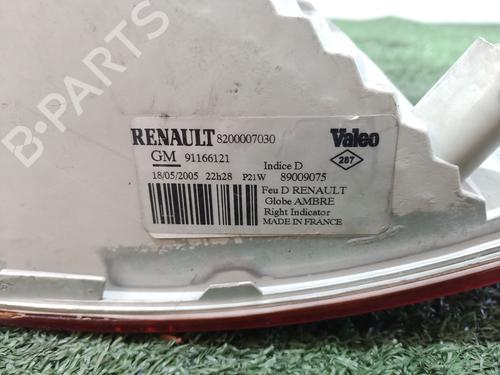 B-PARTS
RENAULT 8200007030 Valeo
GM 91166121 Indice D 287
18/05/2005 22h28 P21W 89009075
Feu D RENAULT
Globe AMBRE
Right Indicator
MADE IN FRANCE